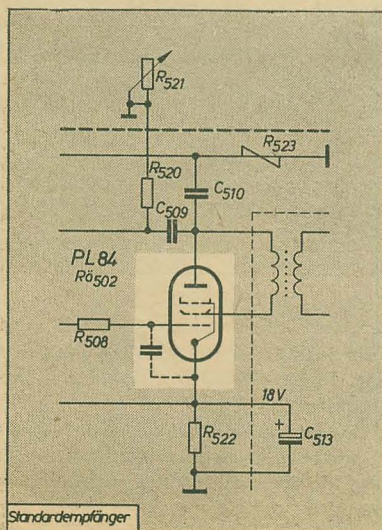 R521
R523
R520
C510
C509
PL84
Rö502
R508
18V
+
R522
C513
Standardempfänger